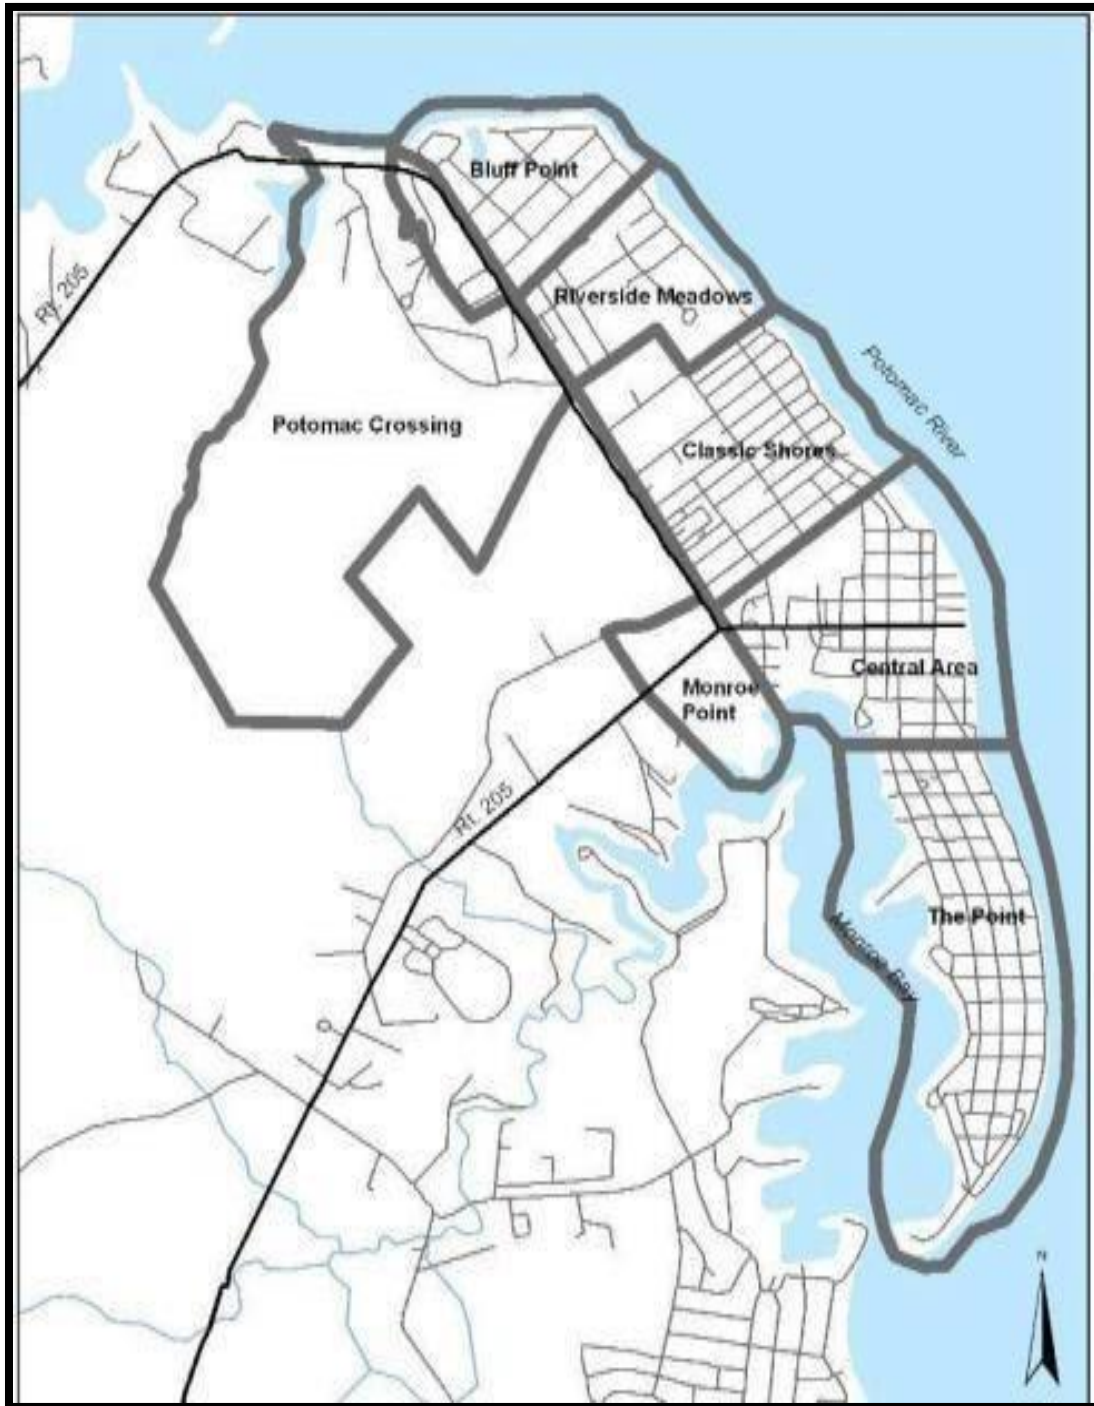 Bluff Point
Rt. 205
Riverside Meadows
Potomac River
Potomac Crossing
Classic Shores
Central Area
Monroe
Point
Rt. 205
The Point
Monroe Bay
N